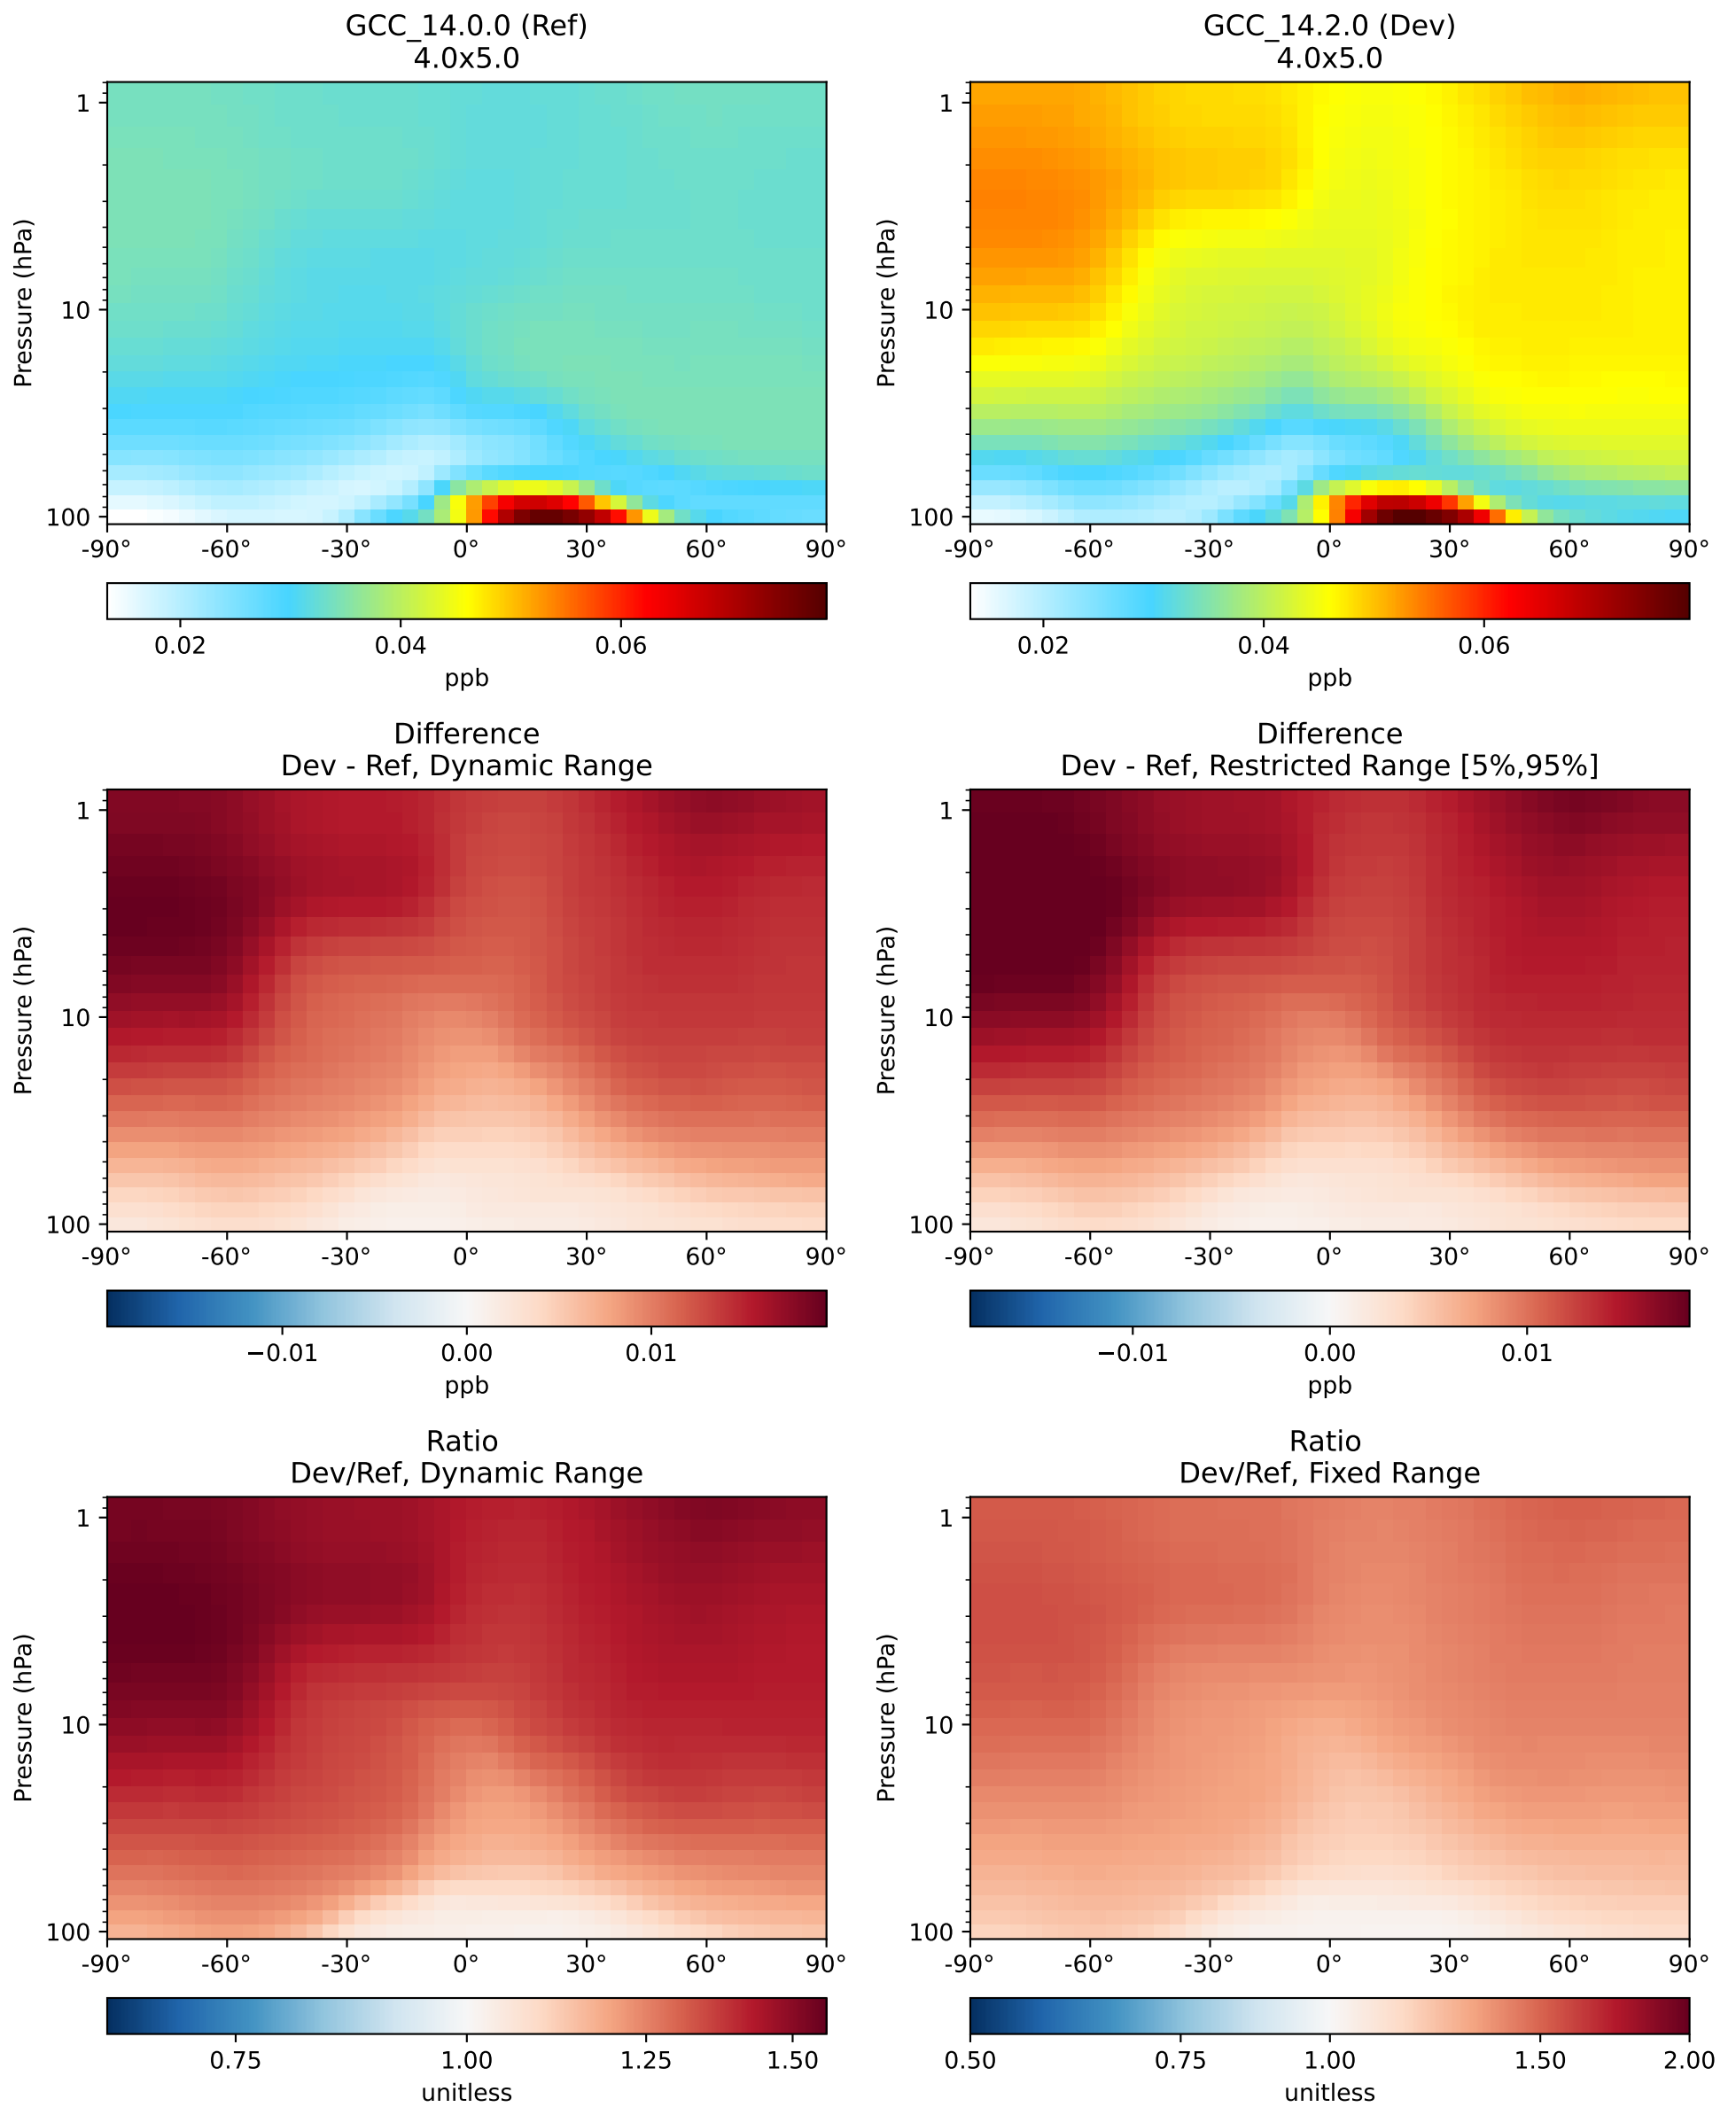 GCC_14.0.0 (Ref)
4.0x5.0
Pressure (hPa)
1
10
100
-90° -60° -30° 0° 30° 60° 90°
0.02 0.04 0.06
ppb
GCC_14.2.0 (Dev)
4.0x5.0
Pressure (hPa)
1
10
100
-90° -60° -30° 0° 30° 60° 90°
0.02 0.04 0.06
ppb
Difference
Dev - Ref, Dynamic Range
Pressure (hPa)
1
10
100
-90° -60° -30° 0° 30° 60° 90°
−0.01 0.00 0.01
ppb
Difference
Dev - Ref, Restricted Range [5%,95%]
Pressure (hPa)
1
10
100
-90° -60° -30° 0° 30° 60° 90°
−0.01 0.00 0.01
ppb
Ratio
Dev/Ref, Dynamic Range
Pressure (hPa)
1
10
100
-90° -60° -30° 0° 30° 60° 90°
0.75 1.00 1.25 1.50
unitless
Ratio
Dev/Ref, Fixed Range
Pressure (hPa)
1
10
100
-90° -60° -30° 0° 30° 60° 90°
0.50 0.75 1.00 1.50 2.00
unitless